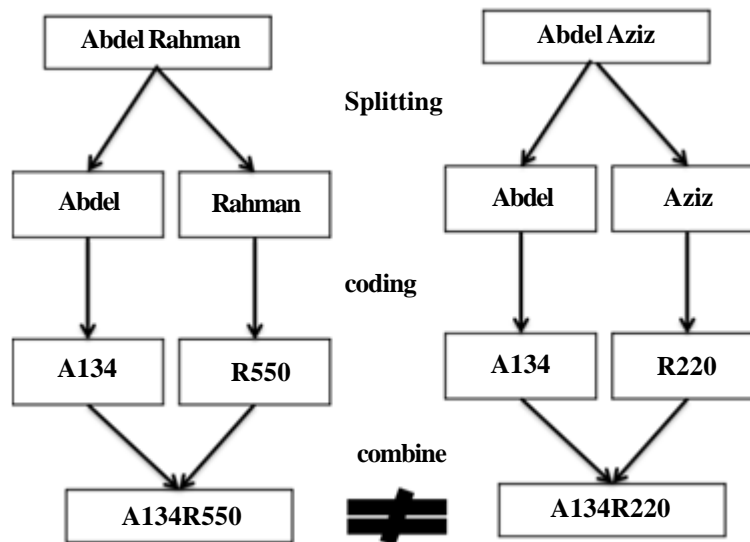 Abdel Rahman
Abdel Aziz
Splitting
Abdel
Rahman
Abdel
Aziz
coding
A134
R550
A134
R220
combine
A134R550
A134R220